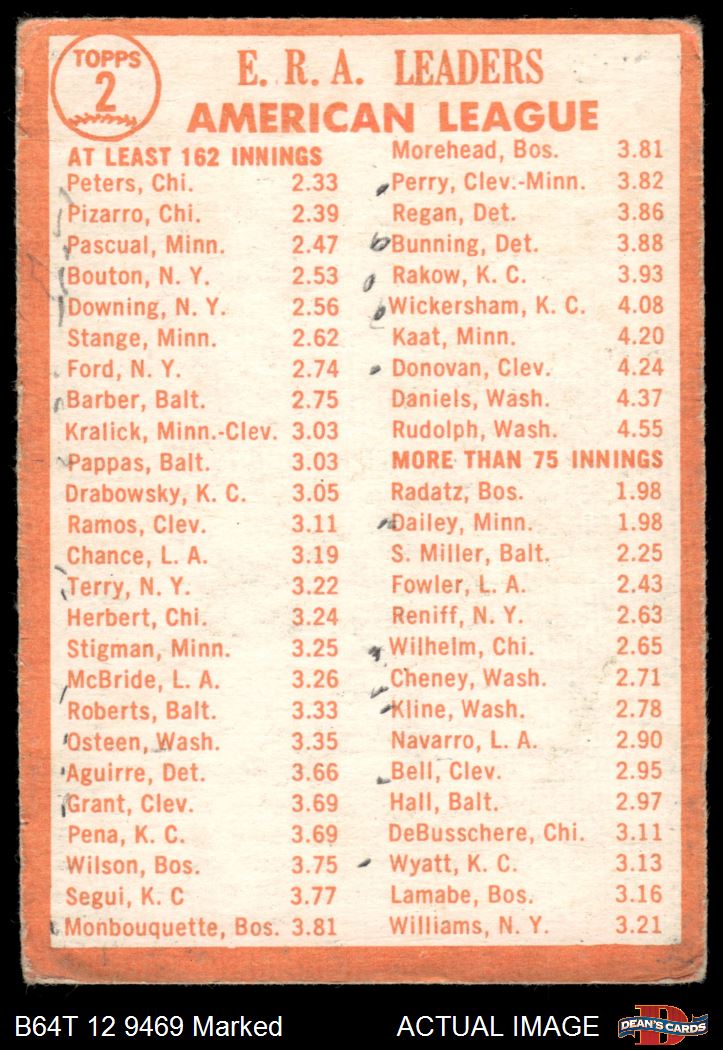 TOPPS
2
E. R. A. LEADERS
AMERICAN LEAGUE
AT LEAST 162 INNINGS
Peters, Chi. 2.33
Pizarro, Chi. 2.39
Pascual, Minn. 2.47
Bouton, N. Y. 2.53
Downing, N. Y. 2.56
Stange, Minn. 2.62
Ford, N. Y. 2.74
Barber, Balt. 2.75
Kralick, Minn.-Clev. 3.03
Pappas, Balt. 3.03
Drabowsky, K. C. 3.05
Ramos, Clev. 3.11
Chance, L. A. 3.19
Terry, N. Y. 3.22
Herbert, Chi. 3.24
Stigman, Minn. 3.25
McBride, L. A. 3.26
Roberts, Balt. 3.33
Osteen, Wash. 3.35
Aguirre, Det. 3.66
Grant, Clev. 3.69
Pena, K. C. 3.69
Wilson, Bos. 3.75
Segui, K. C 3.77
Monbouquette, Bos. 3.81
Morehead, Bos. 3.81
Perry, Clev.-Minn. 3.82
Regan, Det. 3.86
Bunning, Det. 3.88
Rakow, K. C. 3.93
Wickersham, K. C. 4.08
Kaat, Minn. 4.20
Donovan, Clev. 4.24
Daniels, Wash. 4.37
Rudolph, Wash. 4.55
MORE THAN 75 INNINGS
Radatz, Bos. 1.98
Dailey, Minn. 1.98
S. Miller, Balt. 2.25
Fowler, L. A. 2.43
Reniff, N. Y. 2.63
Wilhelm, Chi. 2.65
Cheney, Wash. 2.71
Kline, Wash. 2.78
Navarro, L. A. 2.90
Bell, Clev. 2.95
Hall, Balt. 2.97
DeBusschere, Chi. 3.11
Wyatt, K. C. 3.13
Lamabe, Bos. 3.16
Williams, N. Y. 3.21
B64T 12 9469 Marked
ACTUAL IMAGE
D
DEAN'S CARDS